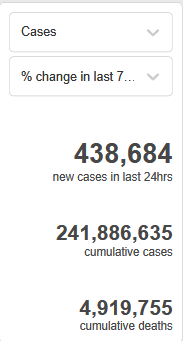 Cases
% change in last 7...
438,684
new cases in last 24hrs
241,886,635
cumulative cases
4,919,755
cumulative deaths